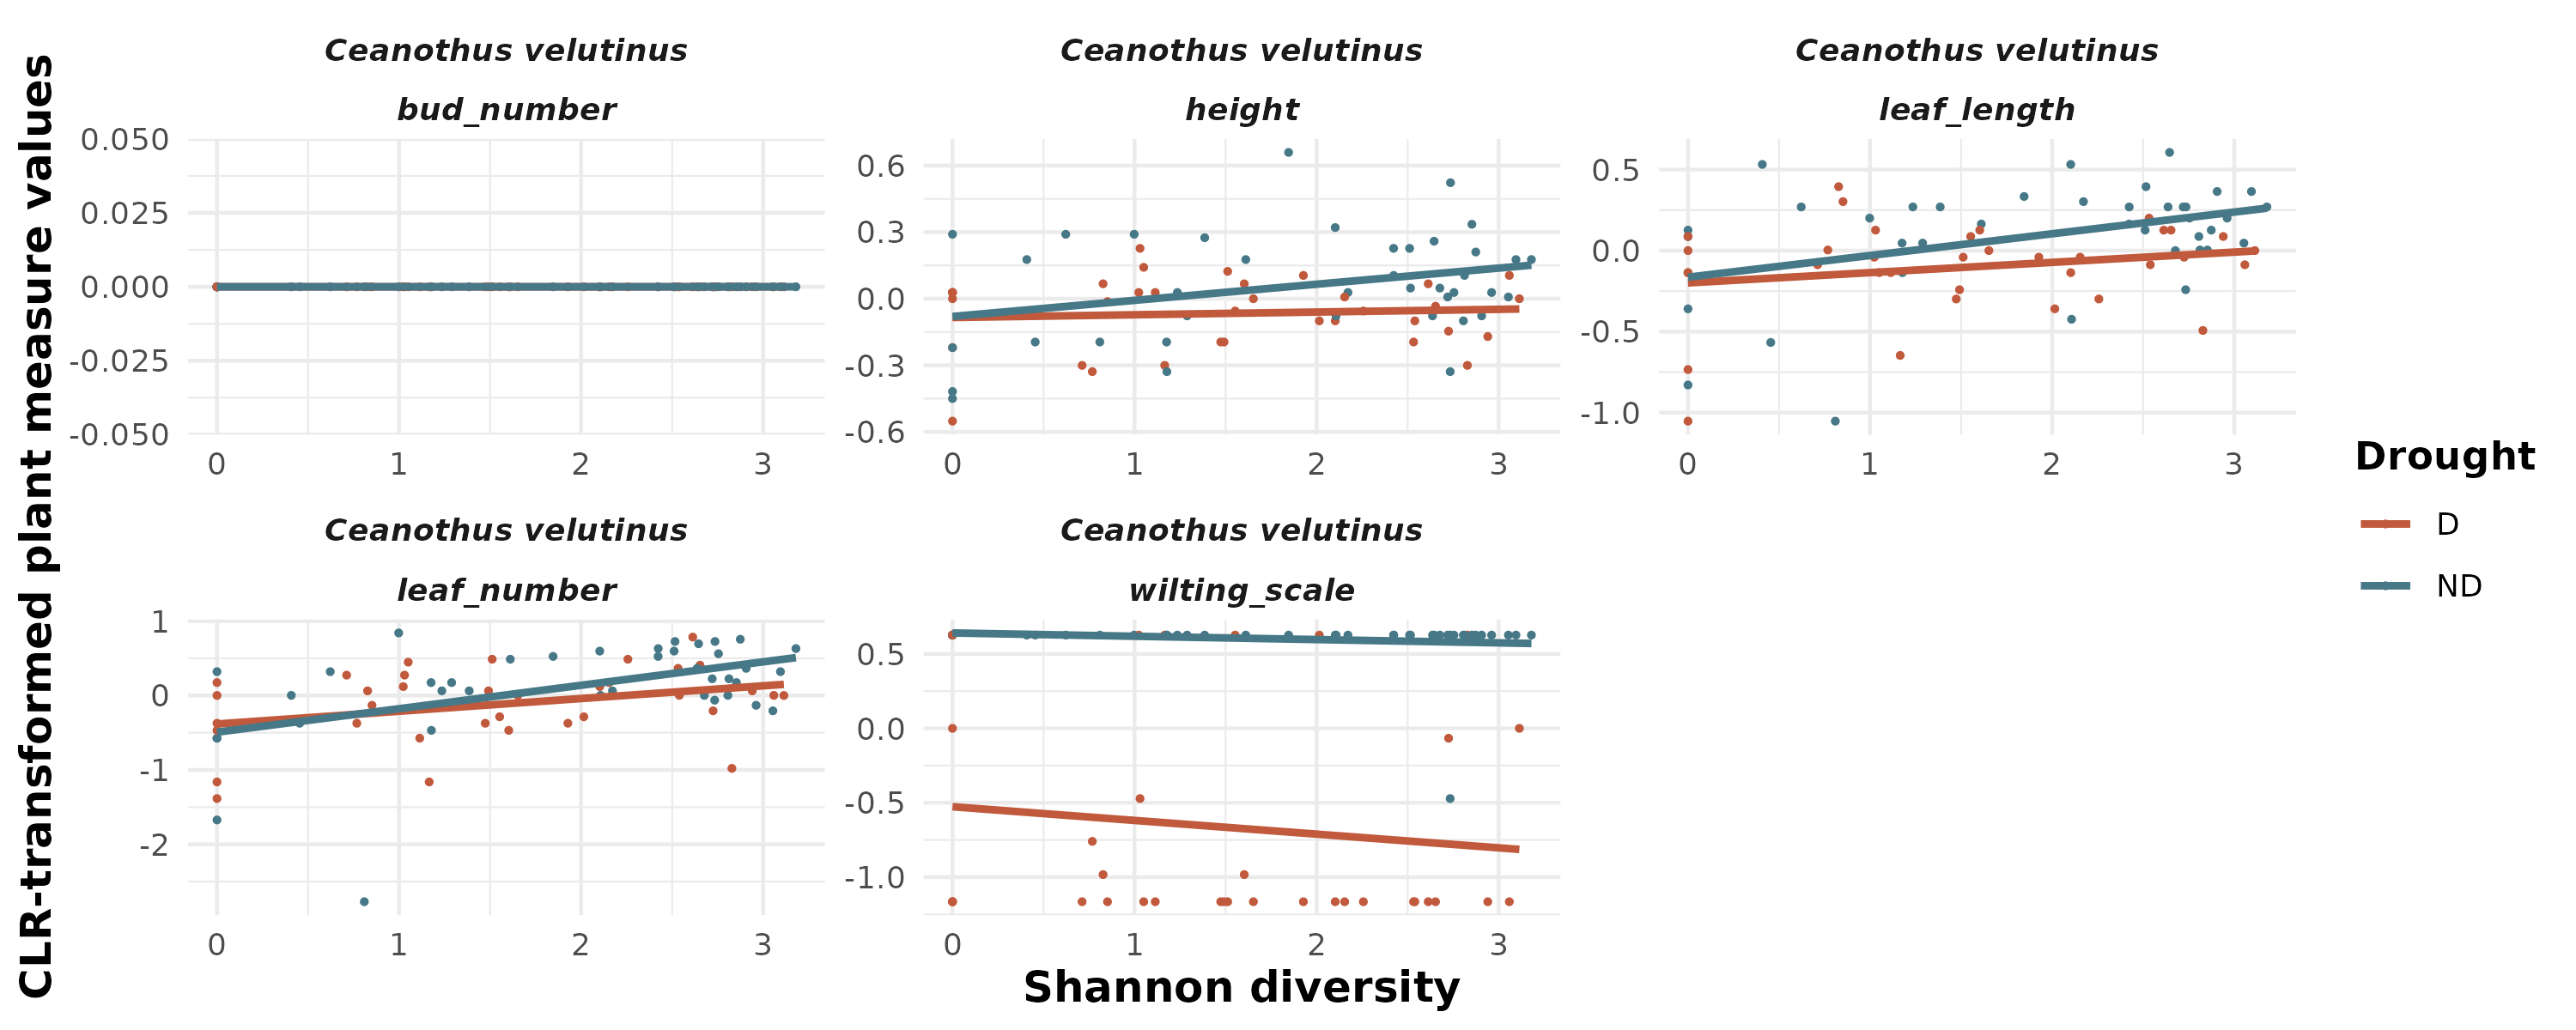 CLR-transformed plant measure values
Ceanothus velutinus
bud_number
0.050
0.025
0.000
-0.025
-0.050
0 1 2 3
Ceanothus velutinus
height
0.6
0.3
0.0
-0.3
-0.6
0 1 2 3
Ceanothus velutinus
leaf_length
0.5
0.0
-0.5
-1.0
0 1 2 3
Ceanothus velutinus
leaf_number
1
0
-1
-2
0 1 2 3
Ceanothus velutinus
wilting_scale
0.5
0.0
-0.5
-1.0
0 1 2 3
Shannon diversity
Drought
D
ND